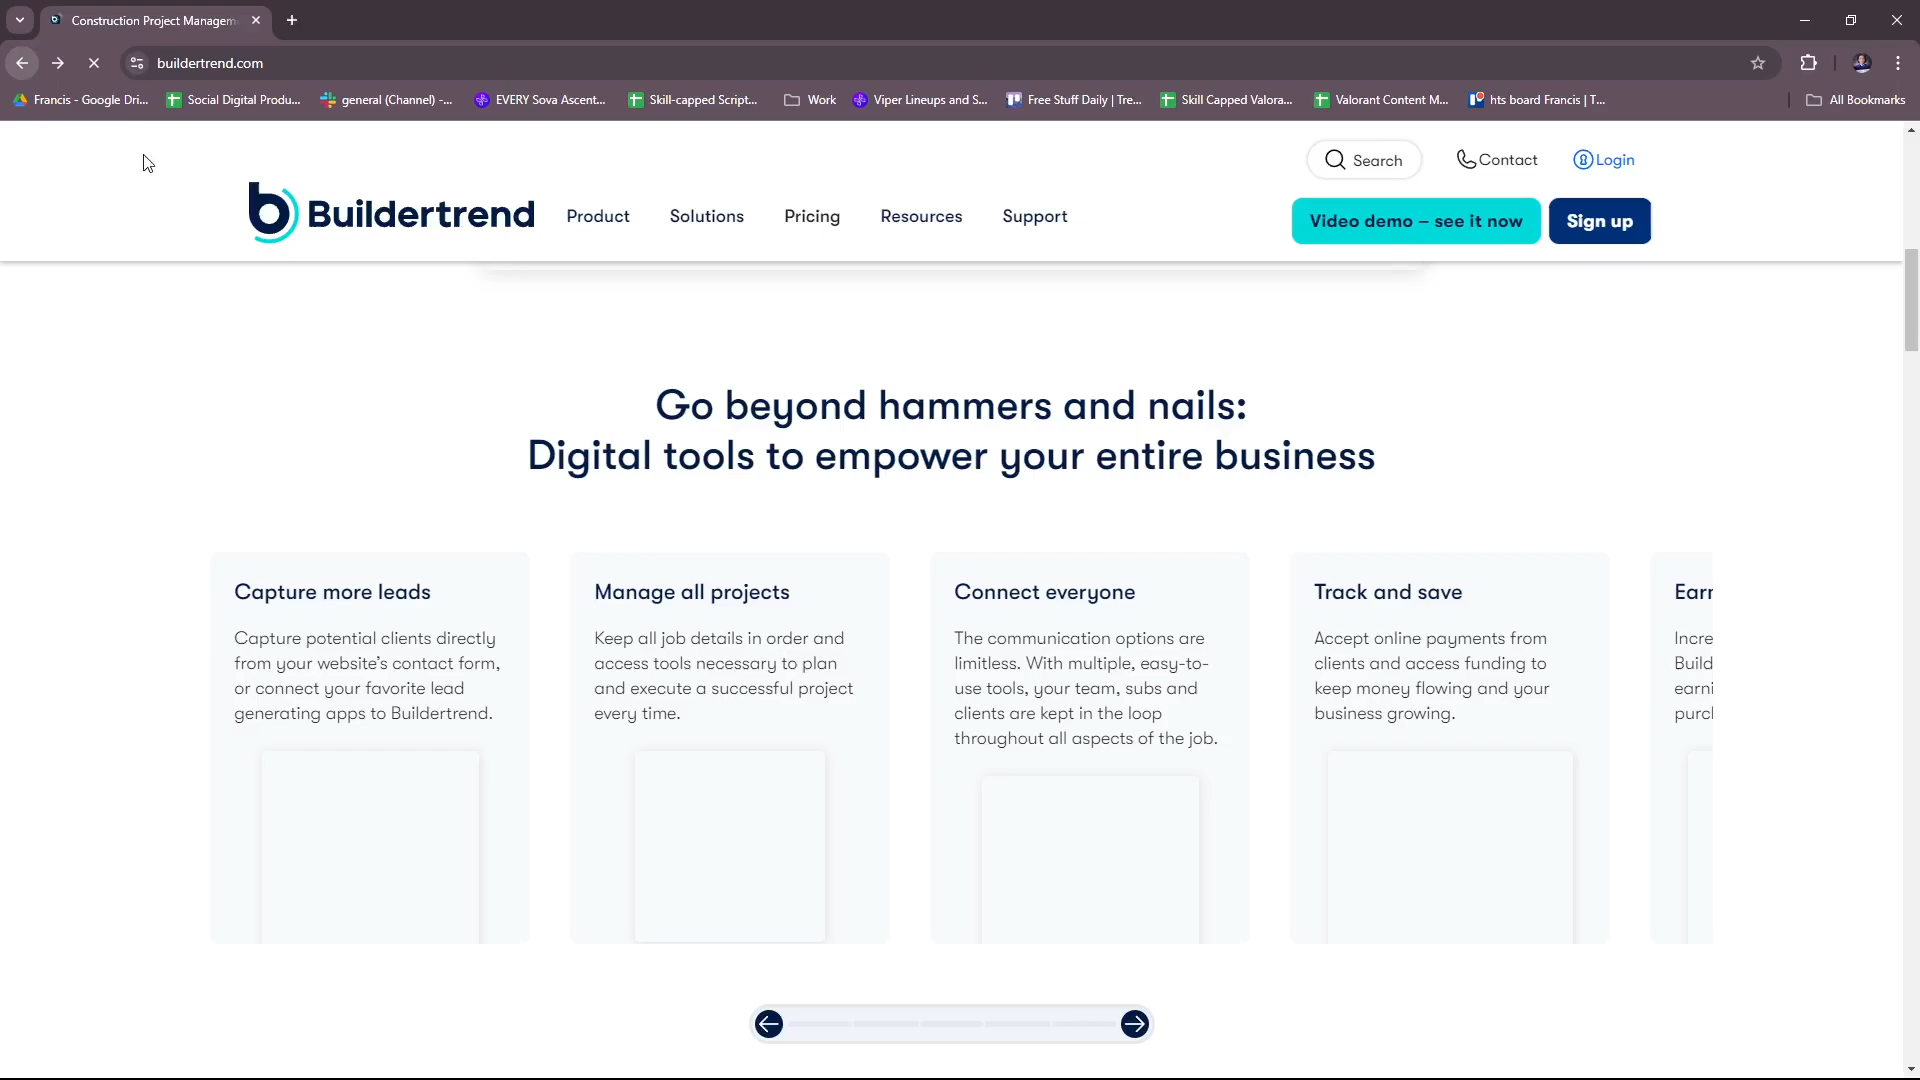 Construction Project Managem
buildertrend.com
Francis - Google Dri...
Social Digital Produ...
general (Channel) -...
EVERY Sova Ascent...
Skill-capped Script...
Work
Viper Lineups and S...
Free Stuff Daily | Tre...
Skill Capped Valora...
Valorant Content M...
hts board Francis | T...
All Bookmarks
Search
Contact
Login
Buildertrend
Product
Solutions
Pricing
Resources
Support
Video demo – see it now
Sign up
Go beyond hammers and nails:
Digital tools to empower your entire business
Capture more leads
Capture potential clients directly
from your website's contact form,
or connect your favorite lead
generating apps to Buildertrend.
Manage all projects
Keep all job details in order and
access tools necessary to plan
and execute a successful project
every time.
Connect everyone
The communication options are
limitless. With multiple, easy-to-
use tools, your team, subs and
clients are kept in the loop
throughout all aspects of the job.
Track and save
Accept online payments from
clients and access funding to
keep money flowing and your
business growing.
Earr
Incre
Build
earni
purcl